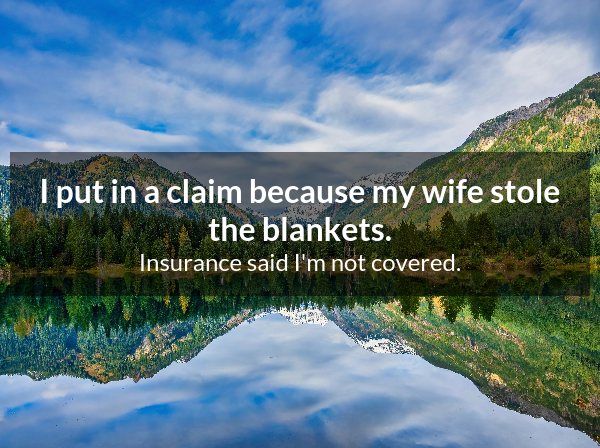 I put in a claim because my wife stole
the blankets.
Insurance said I'm not covered.